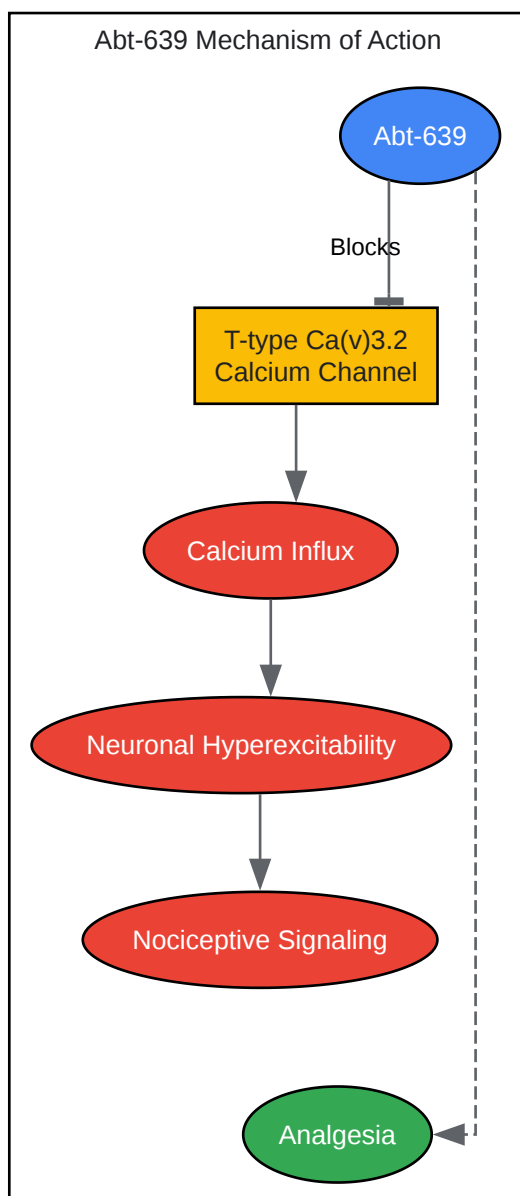 Abt-639 Mechanism of Action
Abt-639
Blocks
T-type Ca(v)3.2
Calcium Channel
Calcium Influx
Neuronal Hyperexcitability
Nociceptive Signaling
Analgesia